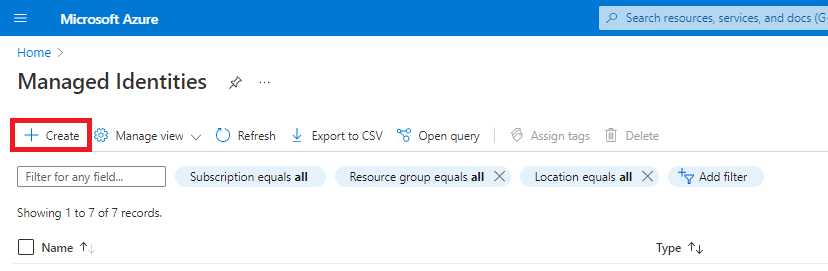 Microsoft Azure
Search resources, services, and docs (G
Home
Managed Identities
Create Manage view Refresh Export to CSV Open query Assign tags Delete
Filter for any field... Subscription equals all Resource group equals all Location equals all Add filter
Showing 1 to 7 of 7 records.
Name Type